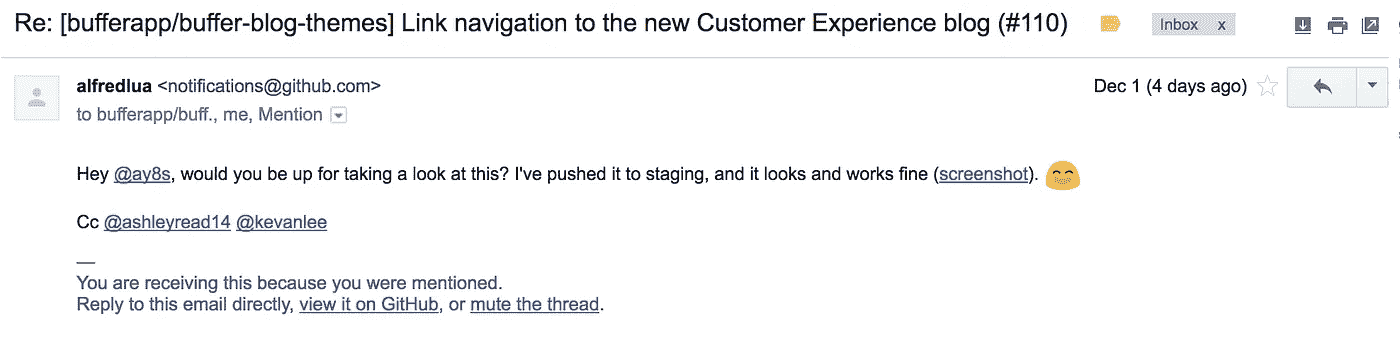 Re: [bufferapp/buffer-blog-themes] Link navigation to the new Customer Experience blog (#110) Inbox x
alfredlua <notifications@github.com> Dec 1 (4 days ago)
to bufferapp/buff., me, Mention
Hey @ay8s, would you be up for taking a look at this? I've pushed it to staging, and it looks and works fine (screenshot).
Cc @ashleyread14 @kevanlee
—
You are receiving this because you were mentioned.
Reply to this email directly, view it on GitHub, or mute the thread.